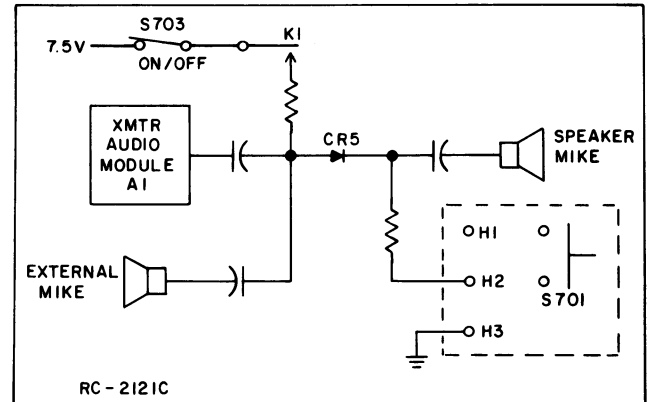 S703
K1
7.5V
ON/OFF
XMTR
AUDIO
MODULE
A1
CR5
SPEAKER
MIKE
H1
EXTERNAL
MIKE
H2
S701
H3
RC-2121C